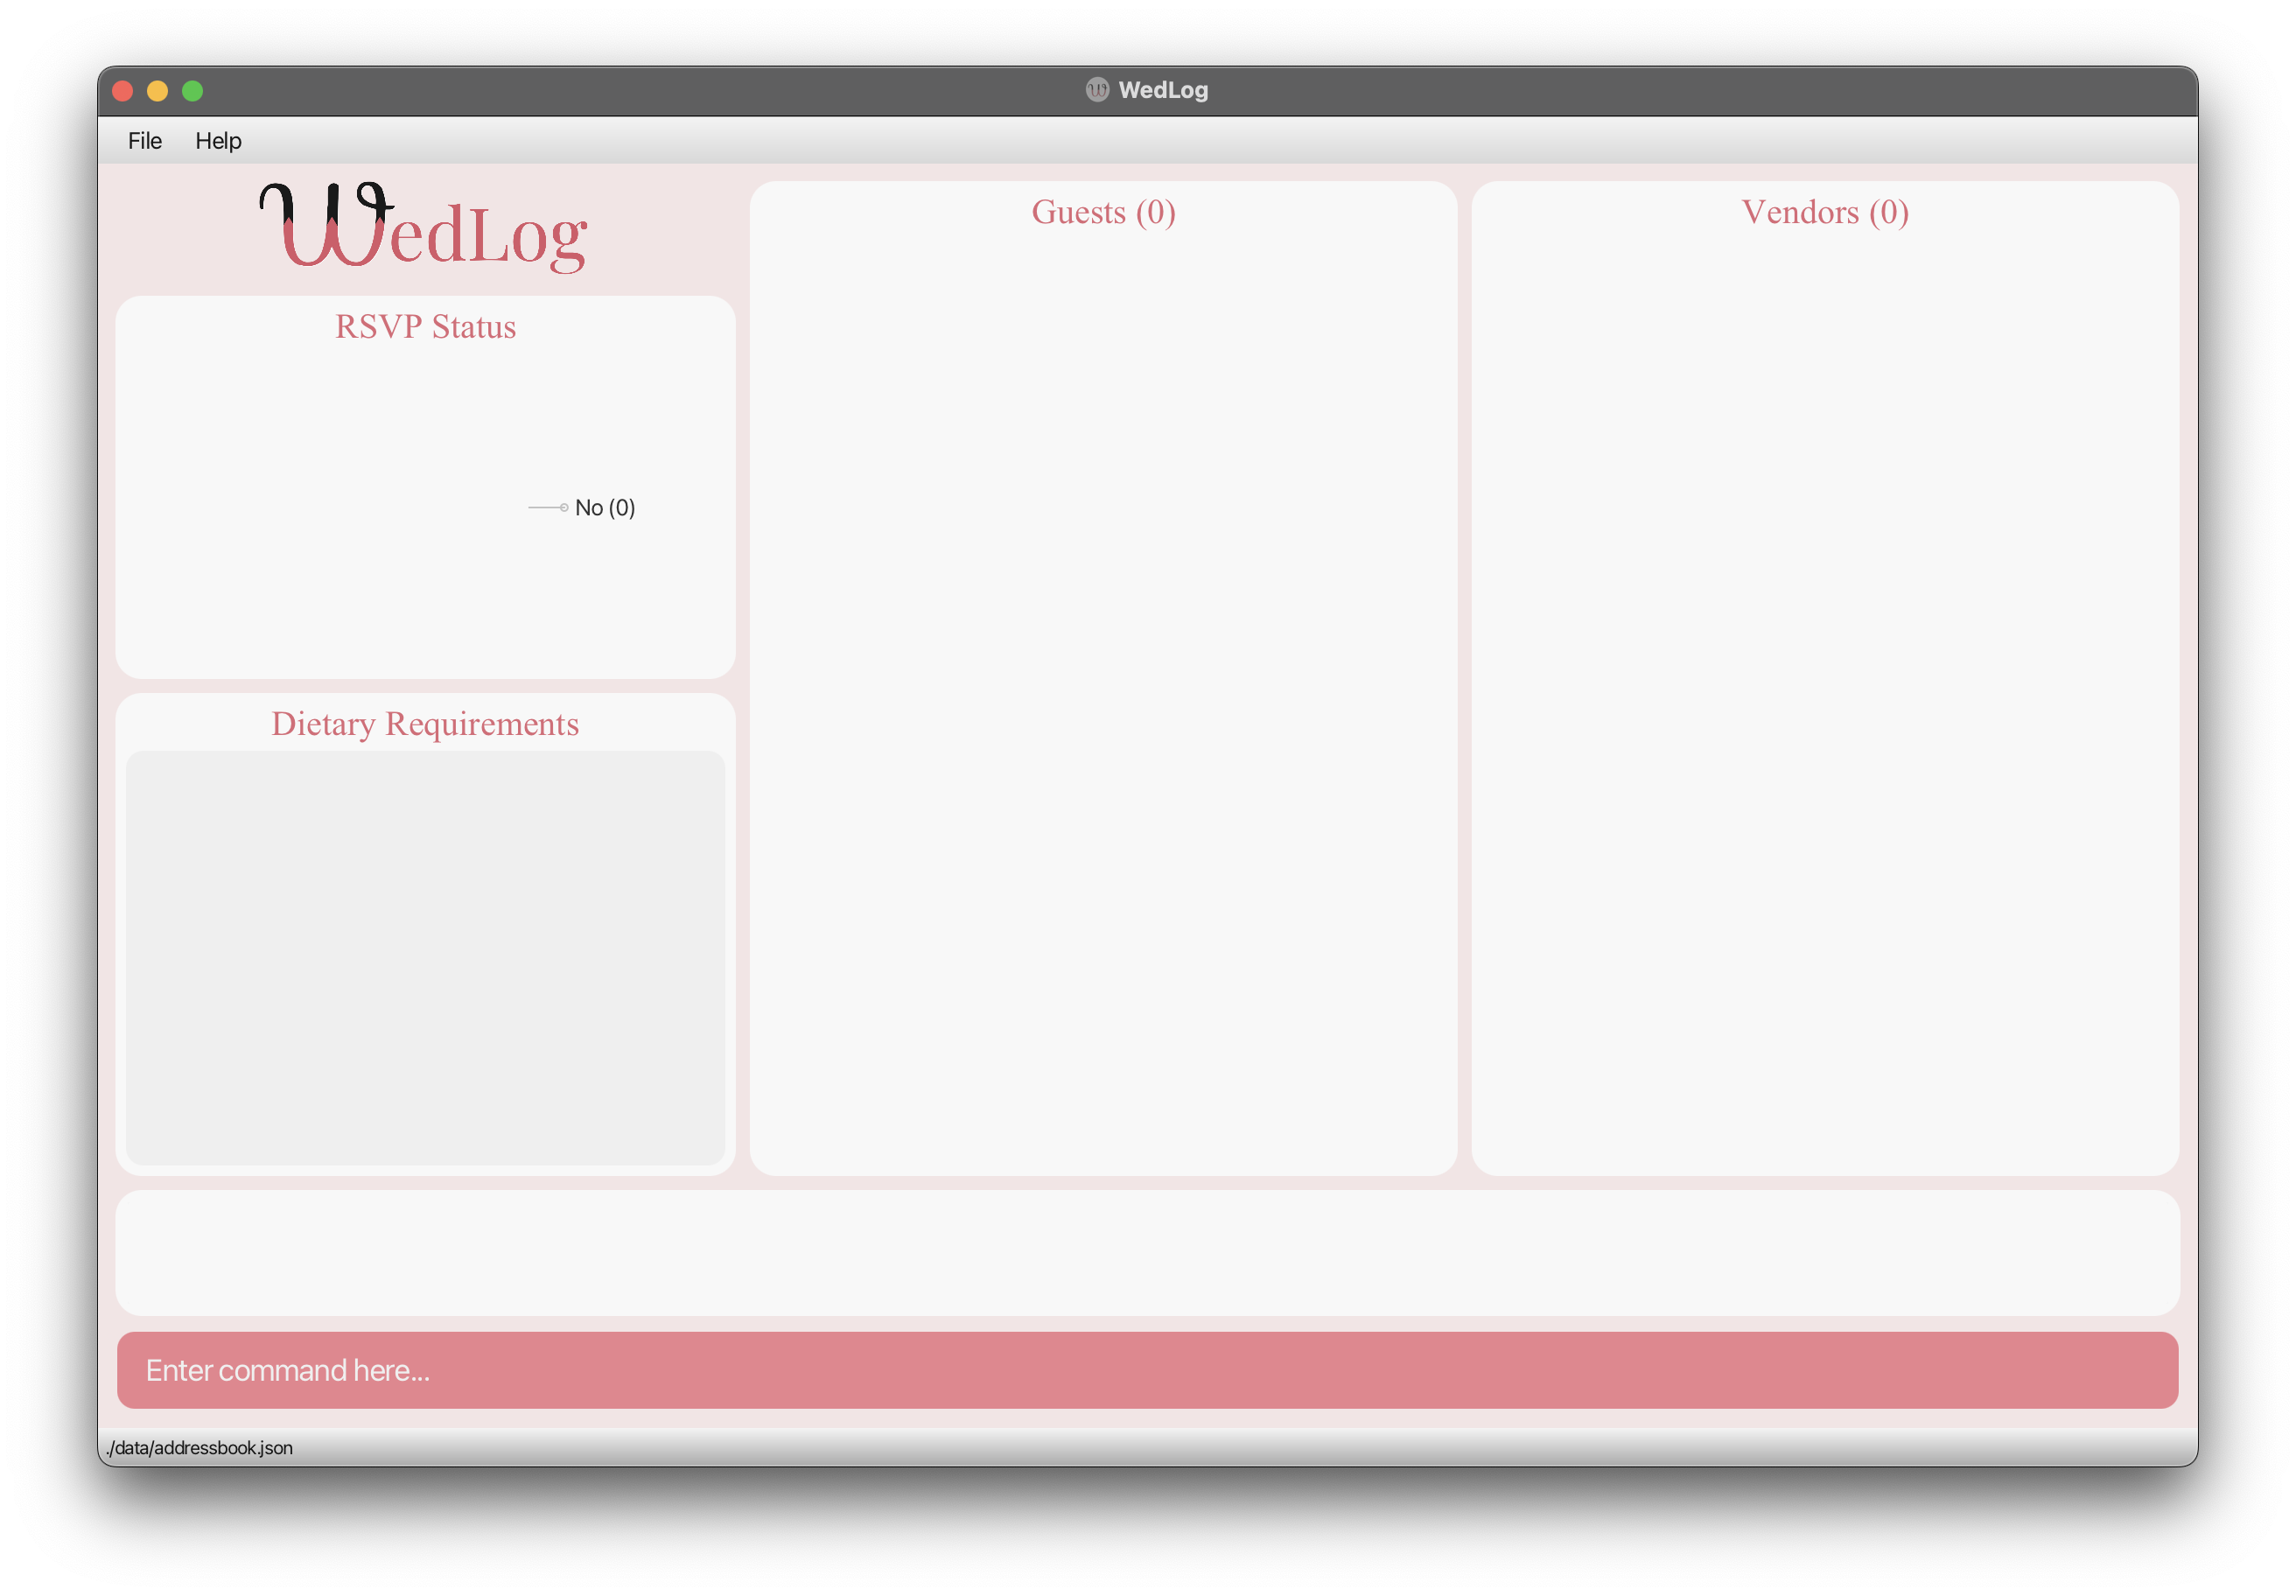 WedLog
File Help
WedLog
RSVP Status
No (0)
Dietary Requirements
Guests (0)
Vendors (0)
Enter command here...
./data/addressbook.json